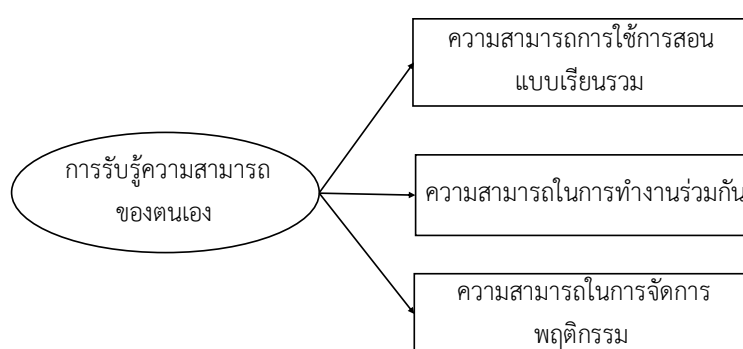 ความสามารถการใช้การสอน
แบบเรียนรวม
การรับรู้ความสามารถ
ของตนเอง
ความสามารถในการทำงานร่วมกัน
ความสามารถในการจัดการ
พฤติกรรม